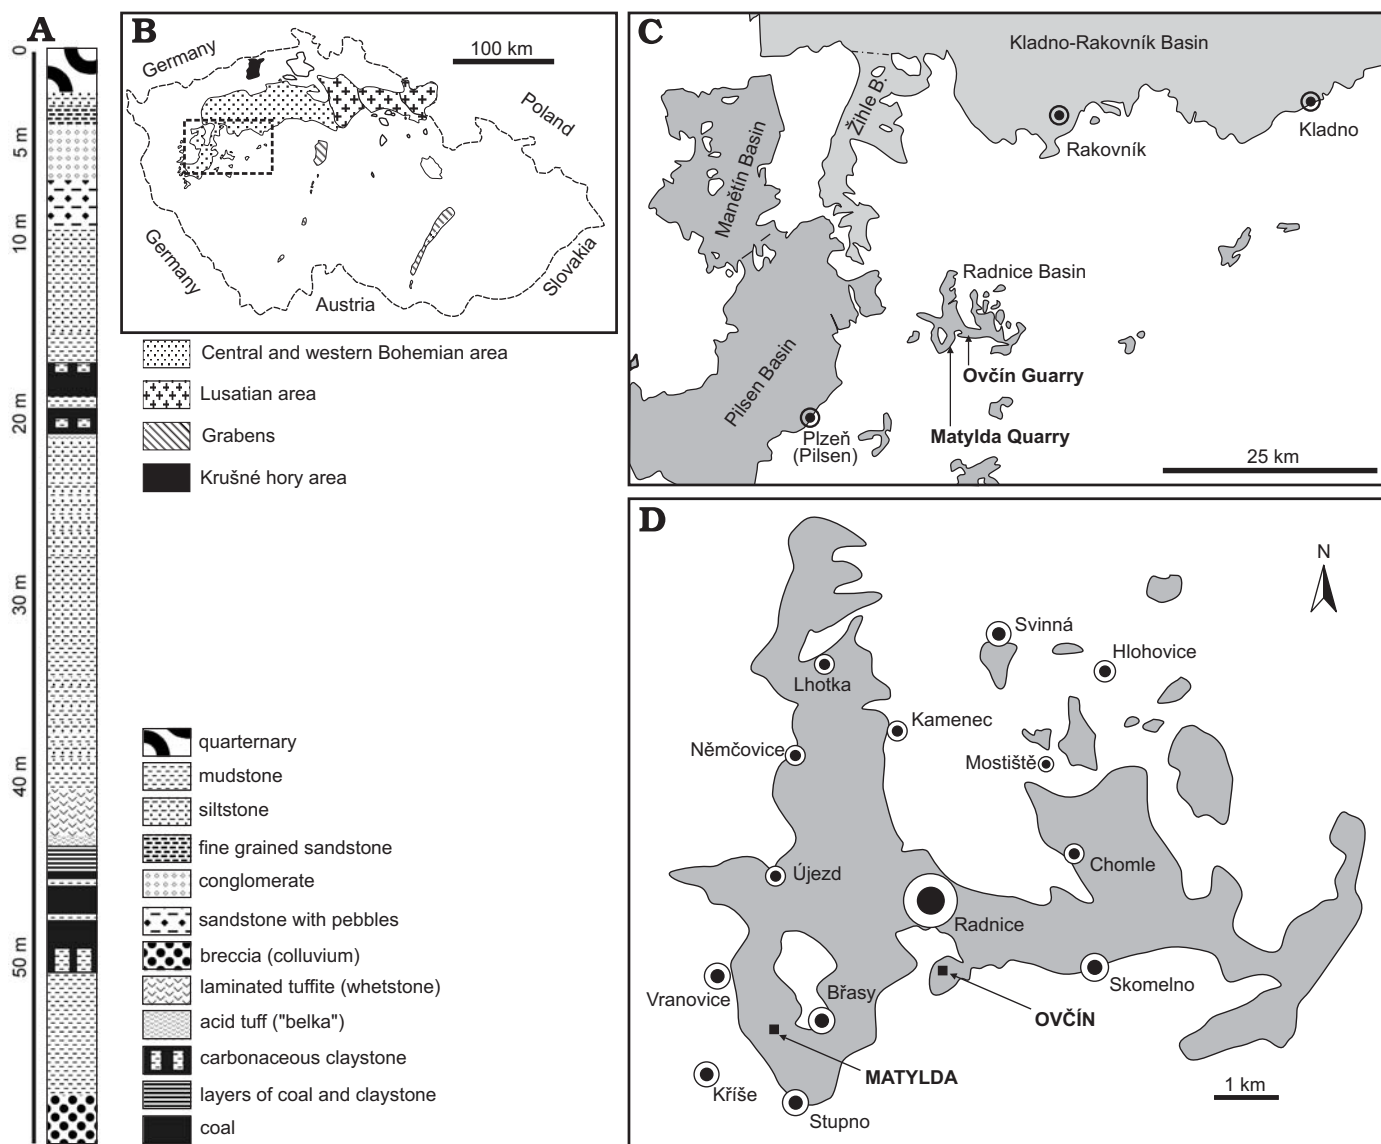 A
0
5 m
10 m
20 m
30 m
40 m
50 m
B
Germany
100 km
Poland
Germany
Slovakia
Austria
Central and western Bohemian area
Lusatian area
Grabens
Krušné hory area
quarternary
mudstone
siltstone
fine grained sandstone
conglomerate
sandstone with pebbles
breccia (colluvium)
laminated tuffite (whetstone)
acid tuff ("belka")
carbonaceous claystone
layers of coal and claystone
coal
C
Kladno-Rakovník Basin
Žihle B.
Manětín Basin
Rakovník
Kladno
Radnice Basin
Pilsen Basin
Ovčín Guarry
Matylda Quarry
Plzeň
(Pilsen)
25 km
D
N
Svinná
Hlohovice
Lhotka
Kamenec
Němčovice
Mostiště
Chomle
Újezd
Radnice
Skomelno
Vranovice
Břasy
OVČÍN
MATYLDA
Kříše
Stupno
1 km